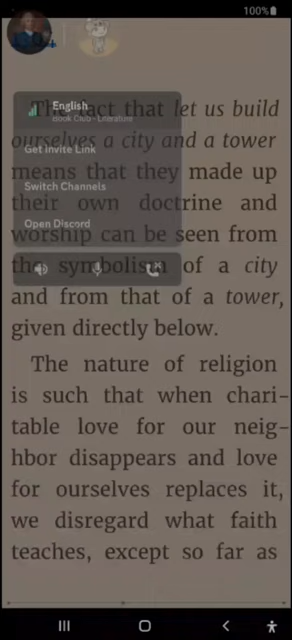 100%
English
Book Club - Literature
Get Invite Link
Switch Channels
Open Discord
The fact that let us build
ourselves a city and a tower
means that they made up
their own doctrine and
worship can be seen from
the symbolism of a city
and from that of a tower,
given directly below.
The nature of religion
is such that when chari-
table love for our neig-
hbor disappears and love
for ourselves replaces it,
we disregard what faith
teaches, except so far as